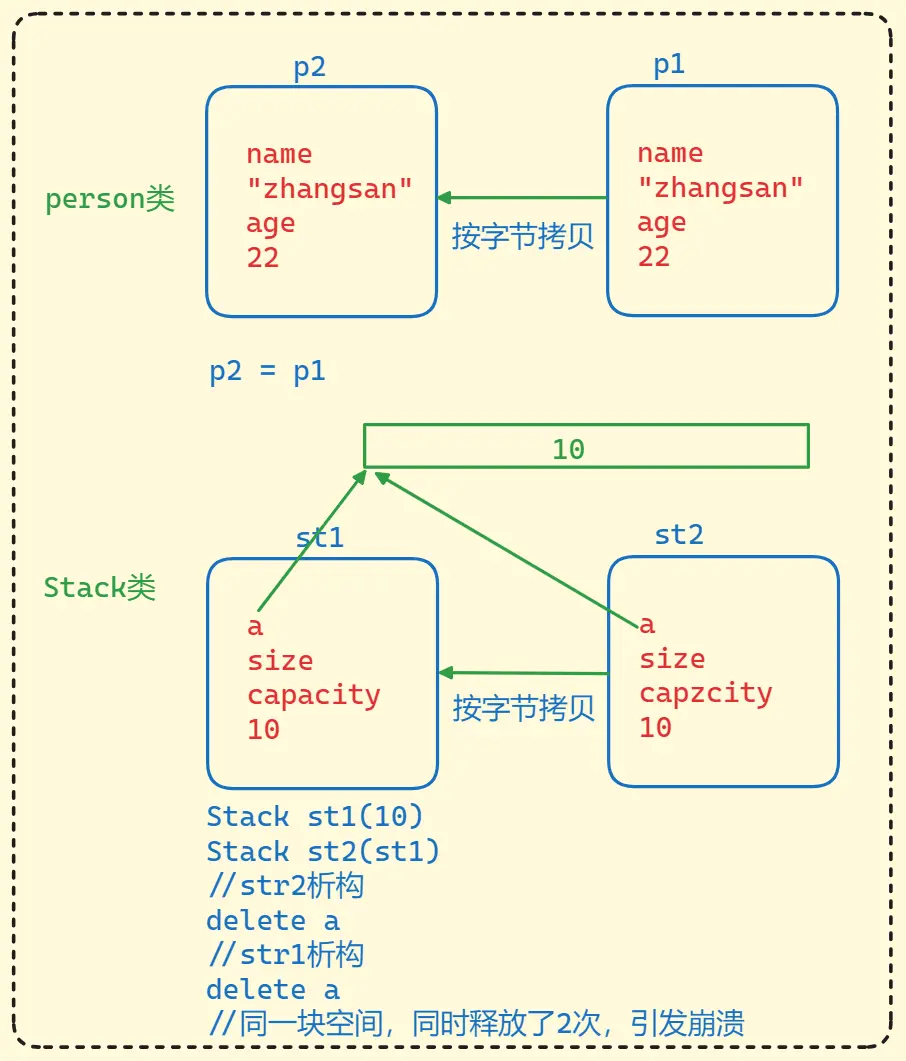 p2
p1
name
"zhangsan"
age
22
name
"zhangsan"
age
22
person类
按字节拷贝
p2 = p1
10
st1
st2
Stack类
a
size
capacity
10
a
size
capzcity
10
按字节拷贝
Stack st1(10)
Stack st2(st1)
//str2析构
delete a
//str1析构
delete a
//同一块空间，同时释放了2次，引发崩溃